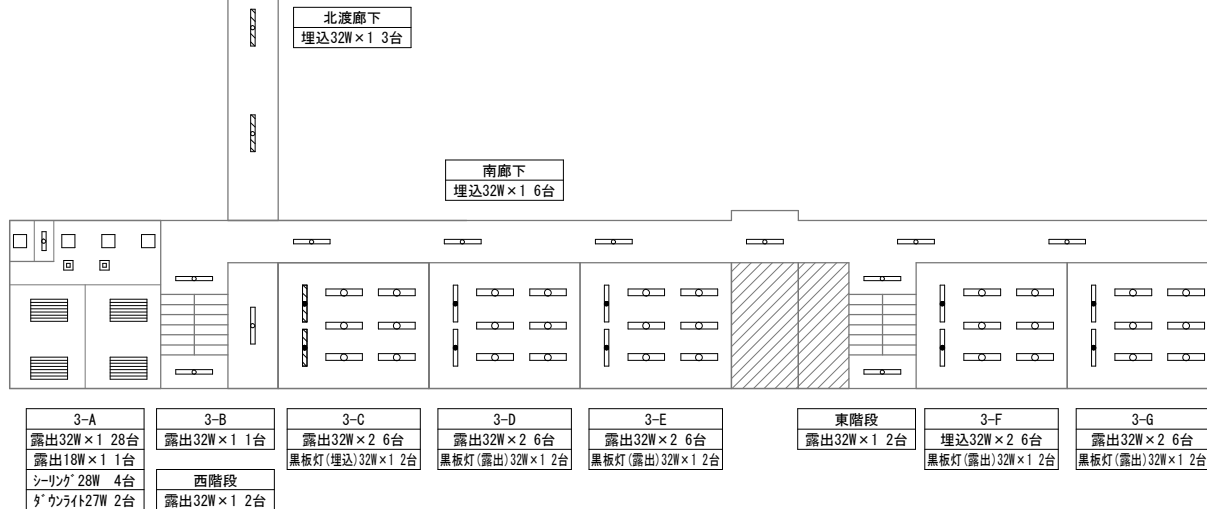 北渡廊下
埋込32W×1 3台
南廊下
埋込32W×1 6台
3-A
露出32W×1 28台
露出18W×1 1台
シーリング28W 4台
ダウンライト27W 2台
3-B
露出32W×1 1台
西階段
露出32W×1 2台
3-C
露出32W×2 6台
黒板灯(埋込)32W×1 2台
3-D
露出32W×2 6台
黒板灯(露出)32W×1 2台
3-E
露出32W×2 6台
黒板灯(露出)32W×1 2台
東階段
露出32W×1 2台
3-F
埋込32W×2 6台
黒板灯(露出)32W×1 2台
3-G
露出32W×2 6台
黒板灯(露出)32W×1 2台